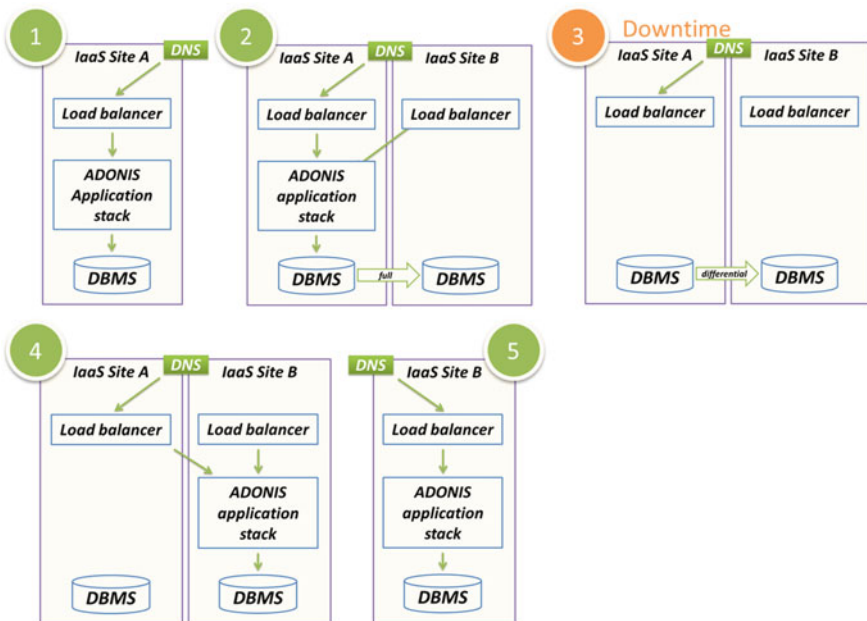 1
DNS
IaaS Site A
Load balancer
ADONIS
Application
stack
DBMS
2
DNS
IaaS Site A
IaaS Site B
Load balancer
Load balancer
ADONIS
application
stack
DBMS
full
DBMS
3
Downtime
DNS
IaaS Site A
IaaS Site B
Load balancer
Load balancer
DBMS
differential
DBMS
4
DNS
IaaS Site A
IaaS Site B
Load balancer
Load balancer
ADONIS
application
stack
DBMS
DBMS
5
DNS
IaaS Site B
Load balancer
ADONIS
application
stack
DBMS